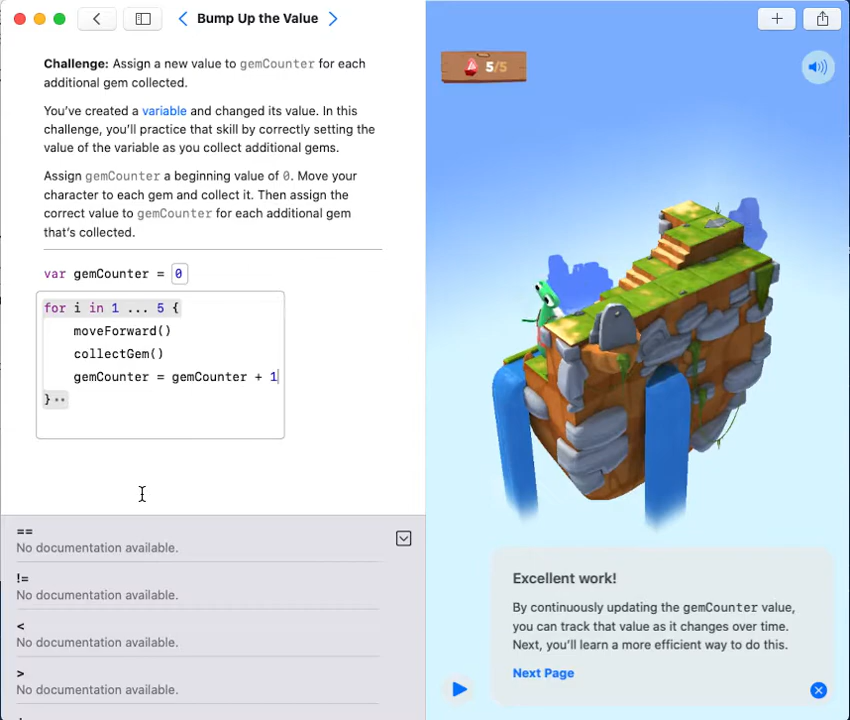 Bump Up the Value
Challenge: Assign a new value to gemCounter for each
additional gem collected.
You've created a variable and changed its value. In this
challenge, you'll practice that skill by correctly setting the
value of the variable as you collect additional gems.
Assign gemCounter a beginning value of 0. Move your
character to each gem and collect it. Then assign the
correct value to gemCounter for each additional gem
that's collected.
var gemCounter = 0
for i in 1 ... 5 {
moveForward()
collectGem()
gemCounter = gemCounter + 1
}
==
No documentation available.
!=
No documentation available.
<
No documentation available.
>
No documentation available.
5/5
Excellent work!
By continuously updating the gemCounter value,
you can track that value as it changes over time.
Next, you'll learn a more efficient way to do this.
Next Page